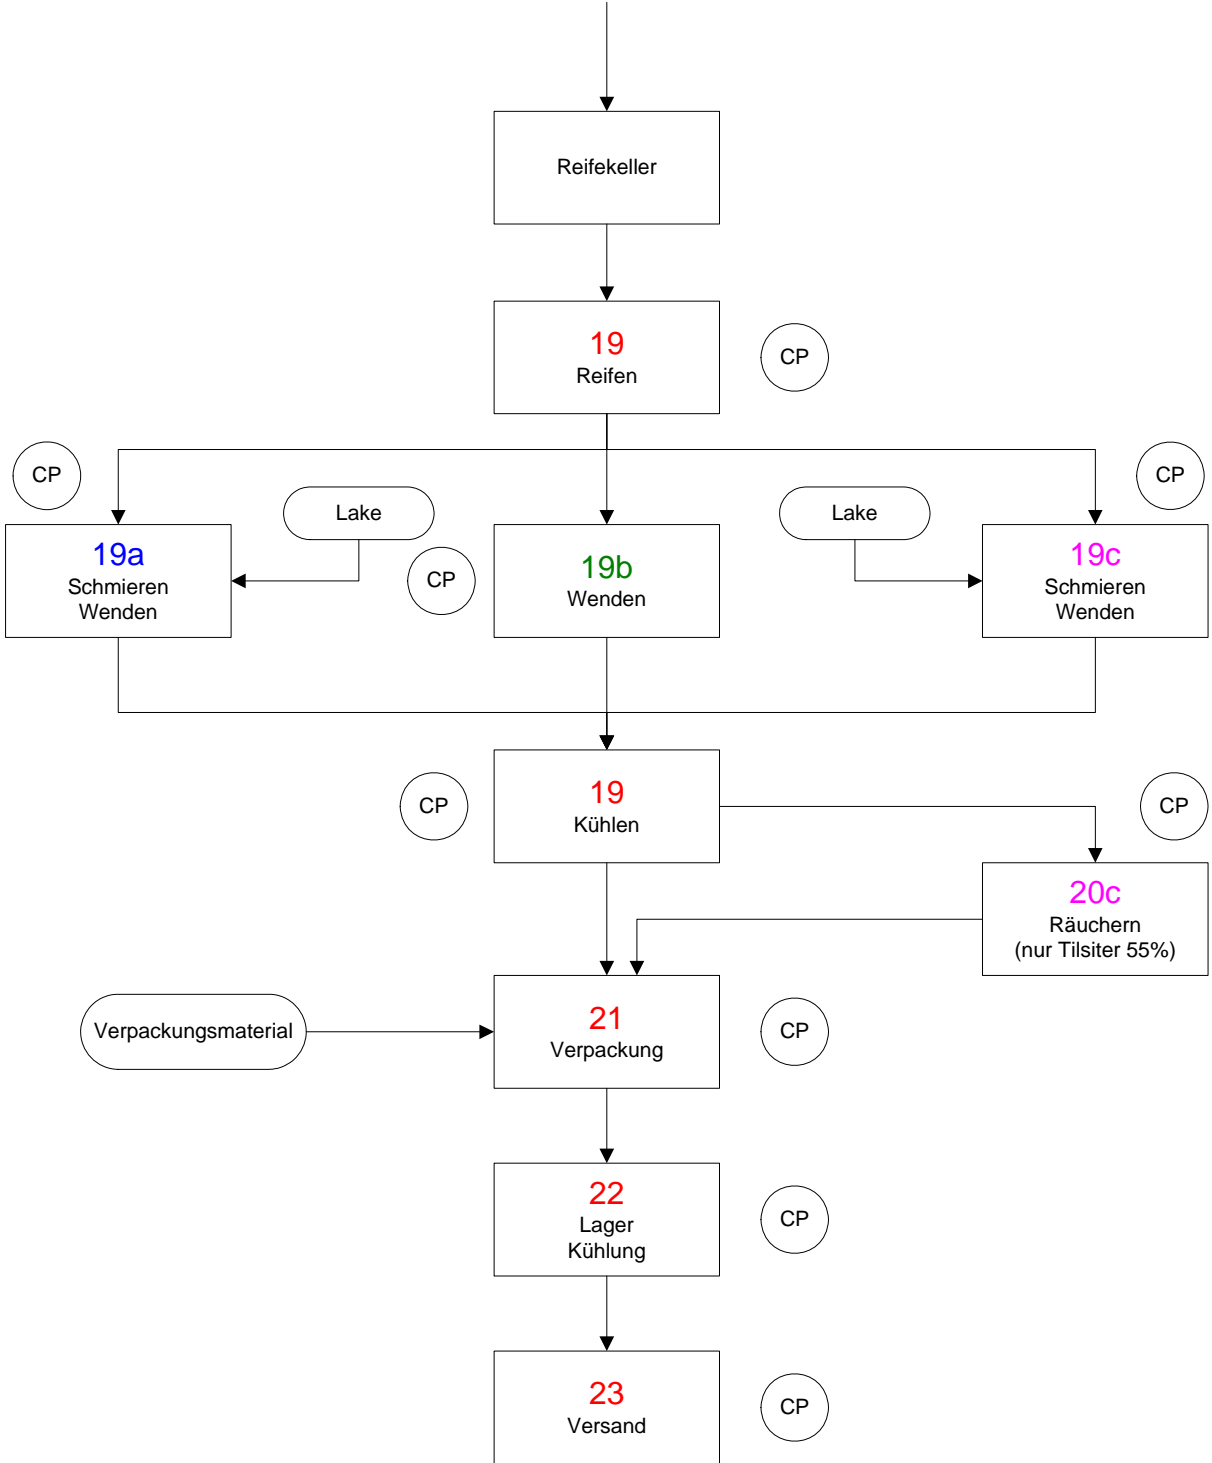 Reifekeller
19
Reifen
CP
CP
CP
Lake
Lake
19a
Schmieren
Wenden
CP
19b
Wenden
19c
Schmieren
Wenden
CP
19
Kühlen
CP
20c
Räuchern
(nur Tilsiter 55%)
Verpackungsmaterial
21
Verpackung
CP
22
Lager
Kühlung
CP
23
Versand
CP